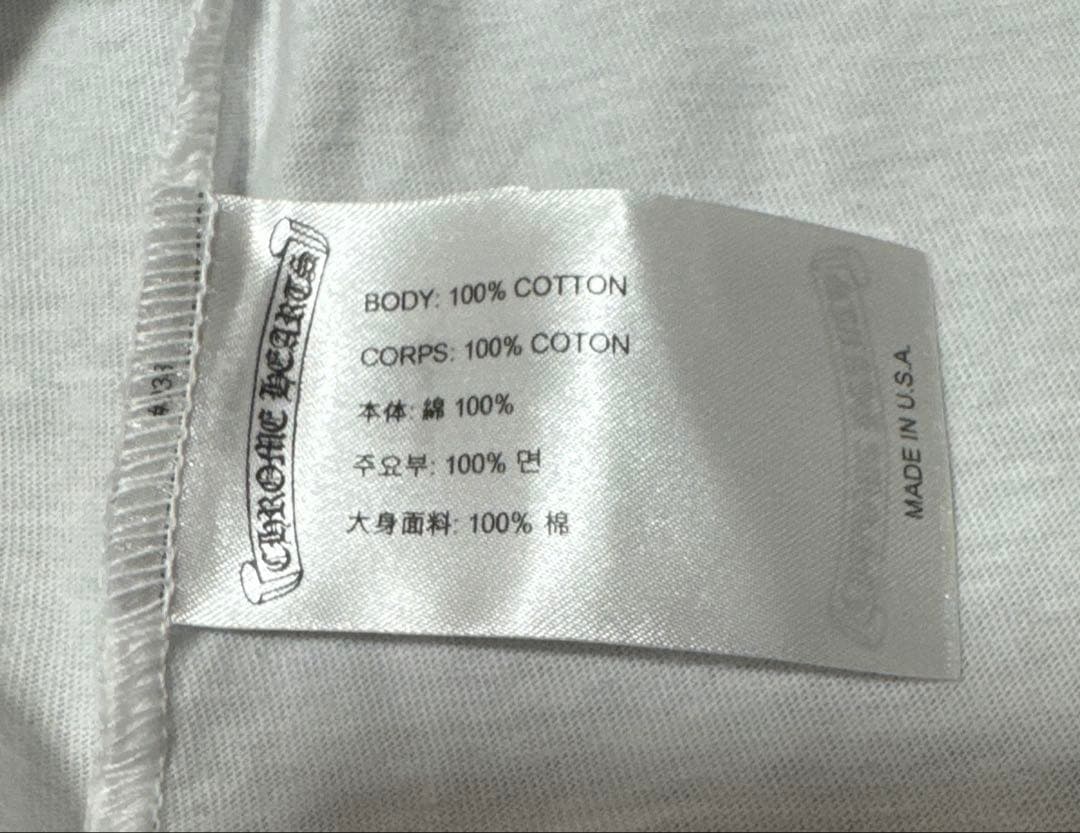 CHROME HEARTS
BODY: 100% COTTON
CORPS: 100% COTON
本体: 綿 100%
주요부: 100% 면
大身面料: 100% 棉
MADE IN U.S.A.